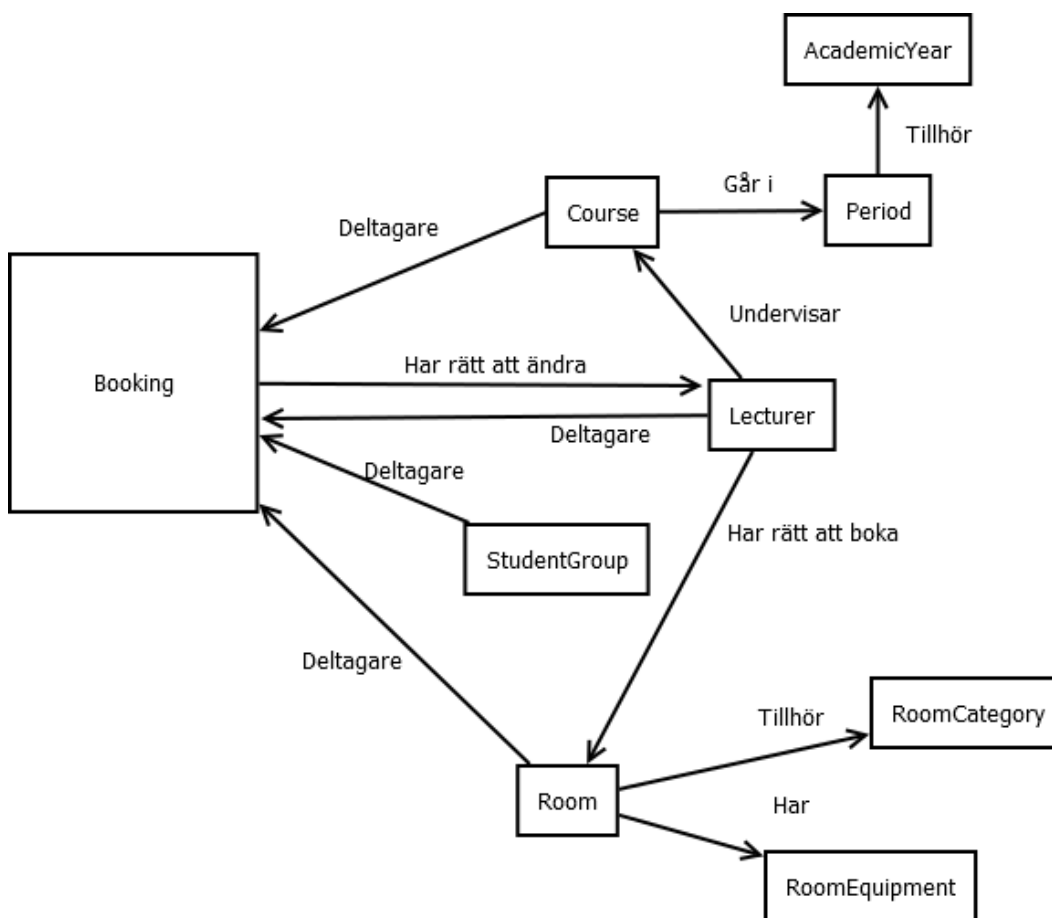 AcademicYear
Tillhör
Går i
Course
Period
Deltagare
Undervisar
Har rätt att ändra
Booking
Lecturer
Deltagare
Deltagare
Har rätt att boka
StudentGroup
Deltagare
RoomCategory
Tillhör
Room
Har
RoomEquipment